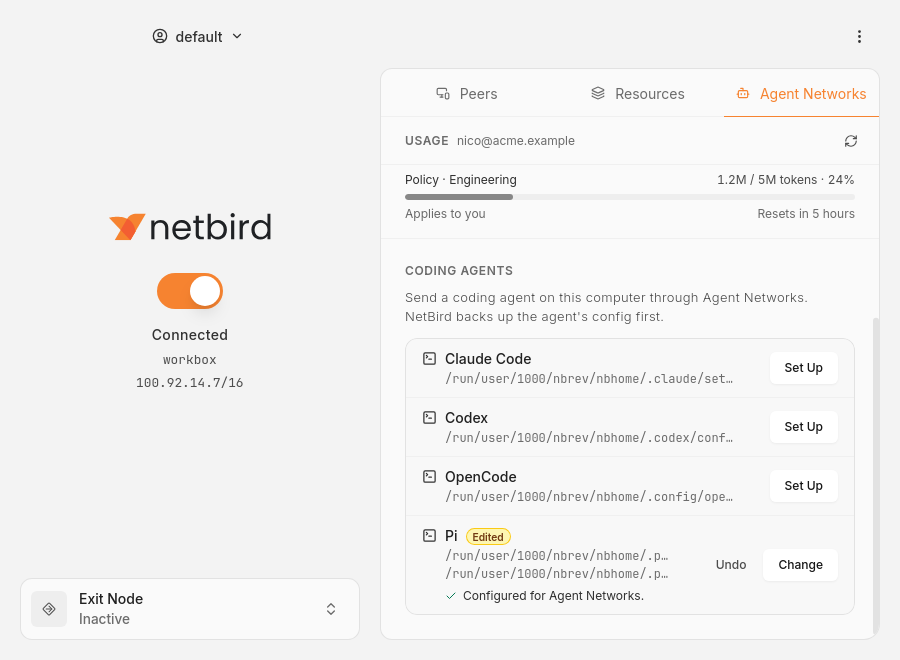 default
Peers
Resources
Agent Networks
USAGE nico@acme.example
Policy · Engineering
1.2M / 5M tokens · 24%
Applies to you
Resets in 5 hours
netbird
Connected
workbox
100.92.14.7/16
CODING AGENTS
Send a coding agent on this computer through Agent Networks.
NetBird backs up the agent's config first.
Claude Code
/run/user/1000/nbrev/nbhome/.claude/set…
Set Up
Codex
/run/user/1000/nbrev/nbhome/.codex/conf…
Set Up
OpenCode
/run/user/1000/nbrev/nbhome/.config/ope…
Set Up
Pi Edited
/run/user/1000/nbrev/nbhome/.p…
/run/user/1000/nbrev/nbhome/.p…
Undo
Change
Configured for Agent Networks.
Exit Node
Inactive